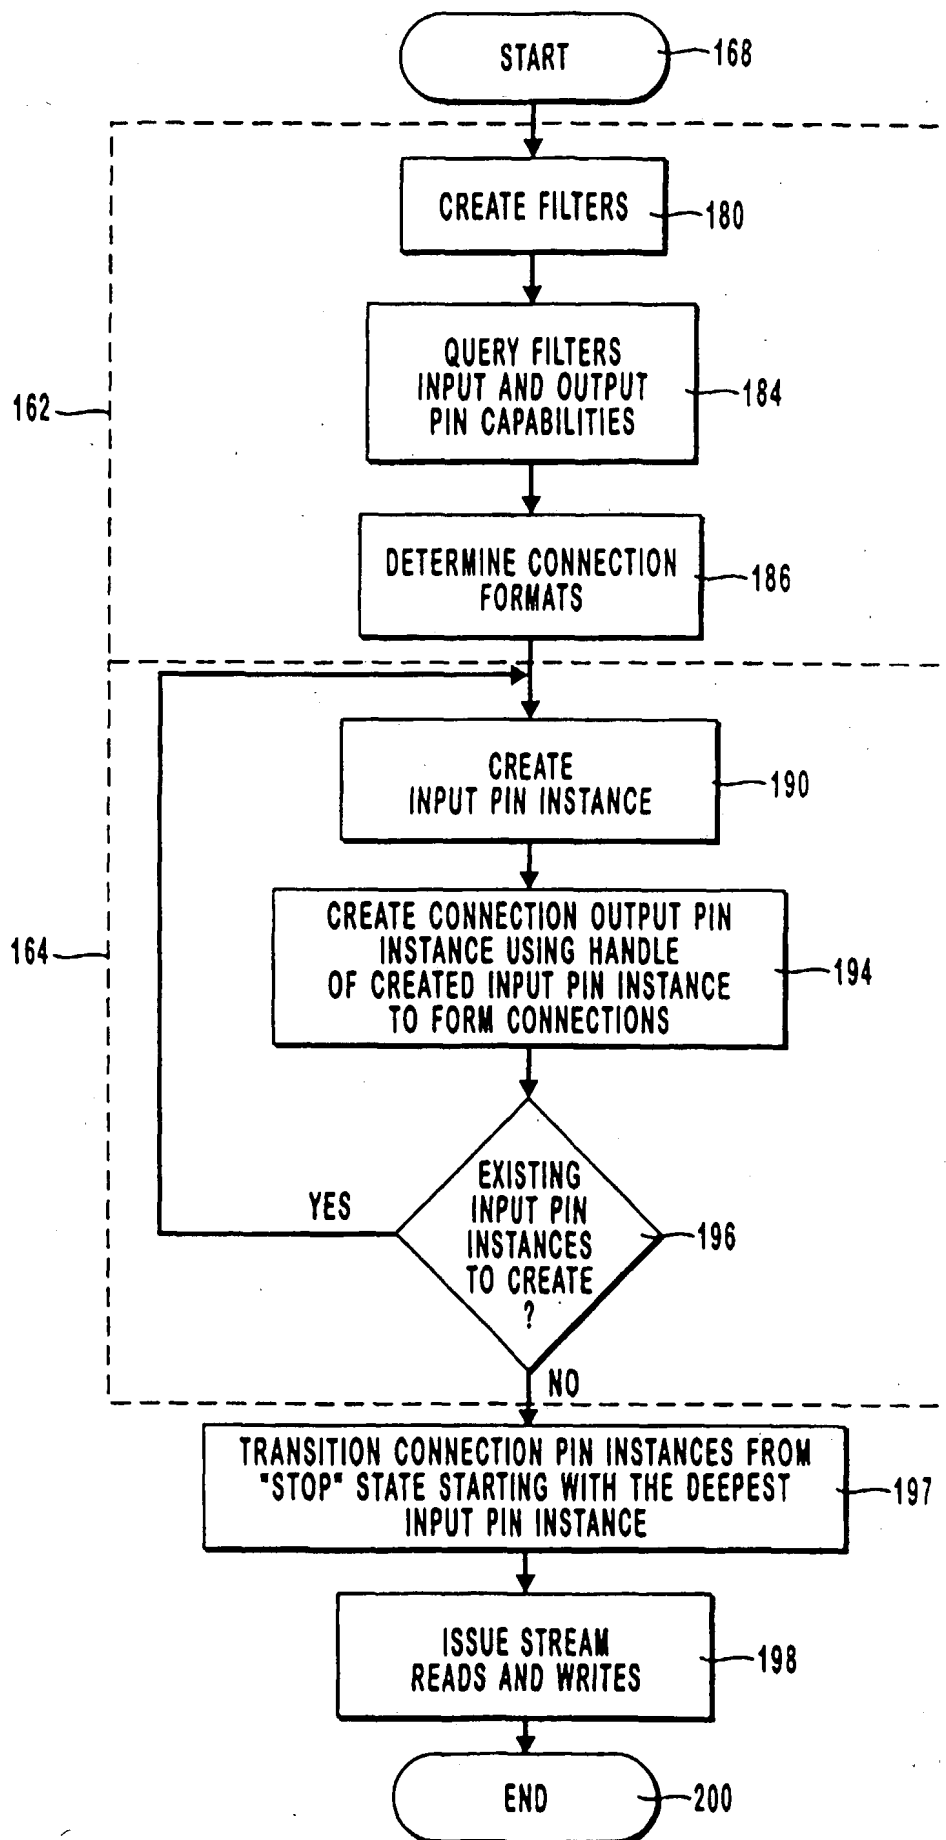 START
168
CREATE FILTERS
180
QUERY FILTERS
INPUT AND OUTPUT
PIN CAPABILITIES
184
162
DETERMINE CONNECTION
FORMATS
186
CREATE
INPUT PIN INSTANCE
190
CREATE CONNECTION OUTPUT PIN
INSTANCE USING HANDLE
OF CREATED INPUT PIN INSTANCE
TO FORM CONNECTIONS
194
164
EXISTING
INPUT PIN
INSTANCES
TO CREATE
?
196
YES
NO
TRANSITION CONNECTION PIN INSTANCES FROM
"STOP" STATE STARTING WITH THE DEEPEST
INPUT PIN INSTANCE
197
ISSUE STREAM
READS AND WRITES
198
END
200